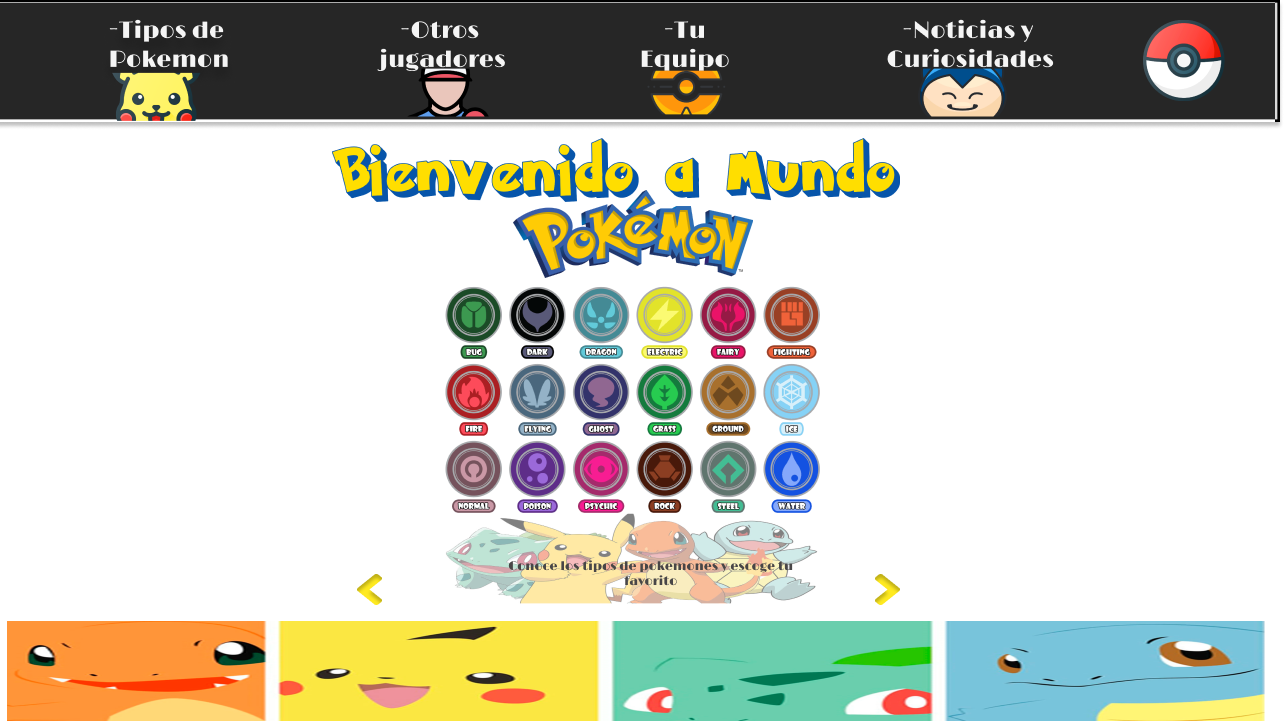 -Tipos de
Pokemon
-Otros
jugadores
-Tu
Equipo
-Noticias y
Curiosidades
Bienvenido a Mundo
POKéMON
BUG DARK DRAGON ELECTRIC FAIRY FIGHTING
FIRE FLYING GHOST GRASS GROUND ICE
NORMAL POISON PSYCHIC ROCK STEEL WATER
Conoce los tipos de pokemones y escoge tu
favorito